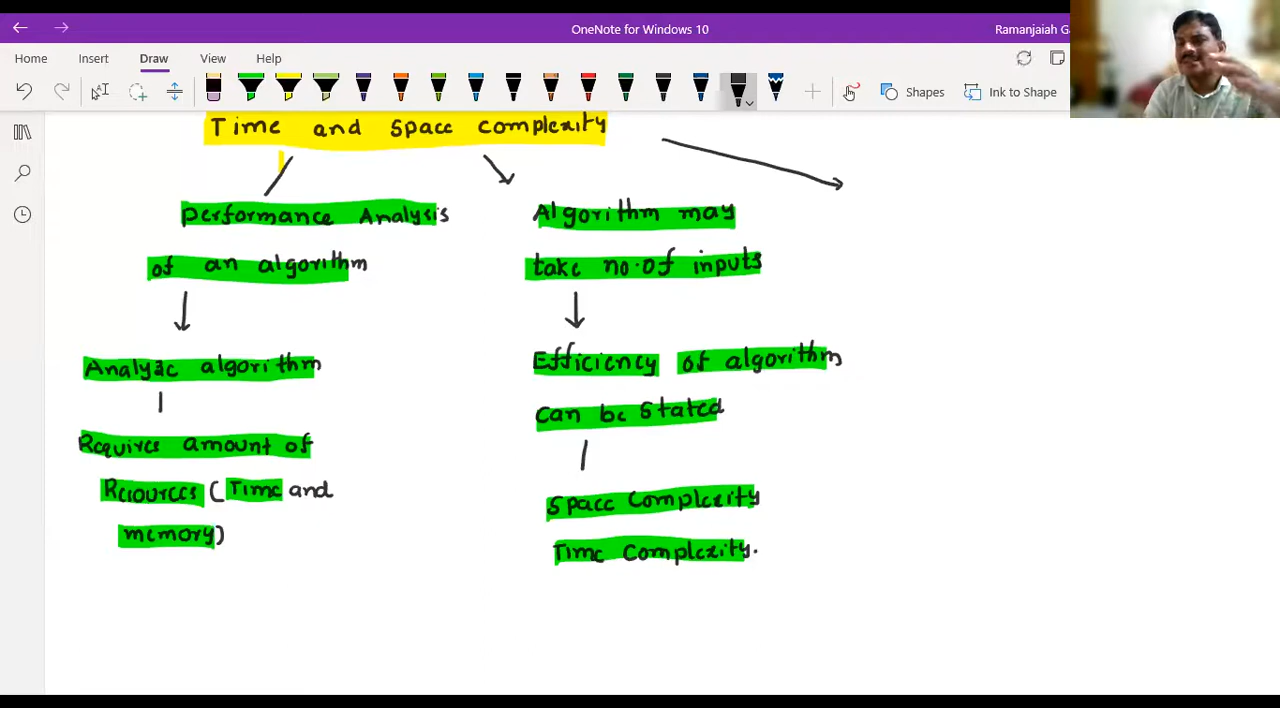 OneNote for Windows 10
Ramanjaiah G
Home Insert Draw View Help
Shapes Ink to Shape
Time and Space complexity
Performance Analysis
of an algorithm
Analyze algorithm
Requires amount of
Resources (Time and
memory)
Algorithm may
take no.of inputs
Efficiency of algorithm
can be stated
Space Complexity
Time Complexity.